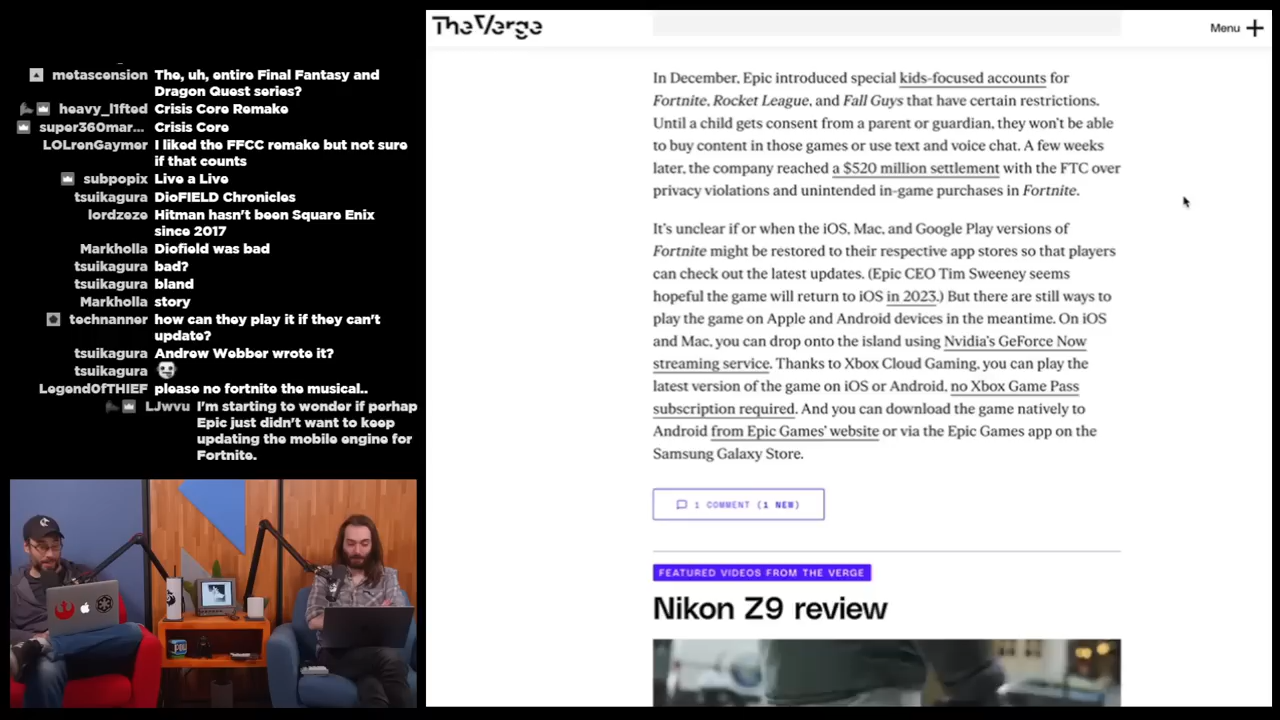 metascension The, uh, entire Final Fantasy and
Dragon Quest series?
heavy_l1fted Crisis Core Remake
super360mar... Crisis Core
LOLrenGaymer I liked the FFCC remake but not sure
if that counts
subpopix Live a Live
tsuikagura DioFIELD Chronicles
lordzeze Hitman hasn't been Square Enix
since 2017
Markholla Diofield was bad
tsuikagura bad?
tsuikagura bland
Markholla story
technanner how can they play it if they can't
update?
tsuikagura Andrew Webber wrote it?
tsuikagura
LegendOfTHIEF please no fortnite the musical..
LJwvu I'm starting to wonder if perhap
Epic just didn't want to keep
updating the mobile engine for
Fortnite.
The Verge
Menu
In December, Epic introduced special kids-focused accounts for
Fortnite, Rocket League, and Fall Guys that have certain restrictions.
Until a child gets consent from a parent or guardian, they won't be able
to buy content in those games or use text and voice chat. A few weeks
later, the company reached a $520 million settlement with the FTC over
privacy violations and unintended in-game purchases in Fortnite.
It's unclear if or when the iOS, Mac, and Google Play versions of
Fortnite might be restored to their respective app stores so that players
can check out the latest updates. (Epic CEO Tim Sweeney seems
hopeful the game will return to iOS in 2023.) But there are still ways to
play the game on Apple and Android devices in the meantime. On iOS
and Mac, you can drop onto the island using Nvidia's GeForce Now
streaming service. Thanks to Xbox Cloud Gaming, you can play the
latest version of the game on iOS or Android, no Xbox Game Pass
subscription required. And you can download the game natively to
Android from Epic Games' website or via the Epic Games app on the
Samsung Galaxy Store.
1 COMMENT (1 NEW)
FEATURED VIDEOS FROM THE VERGE
Nikon Z9 review